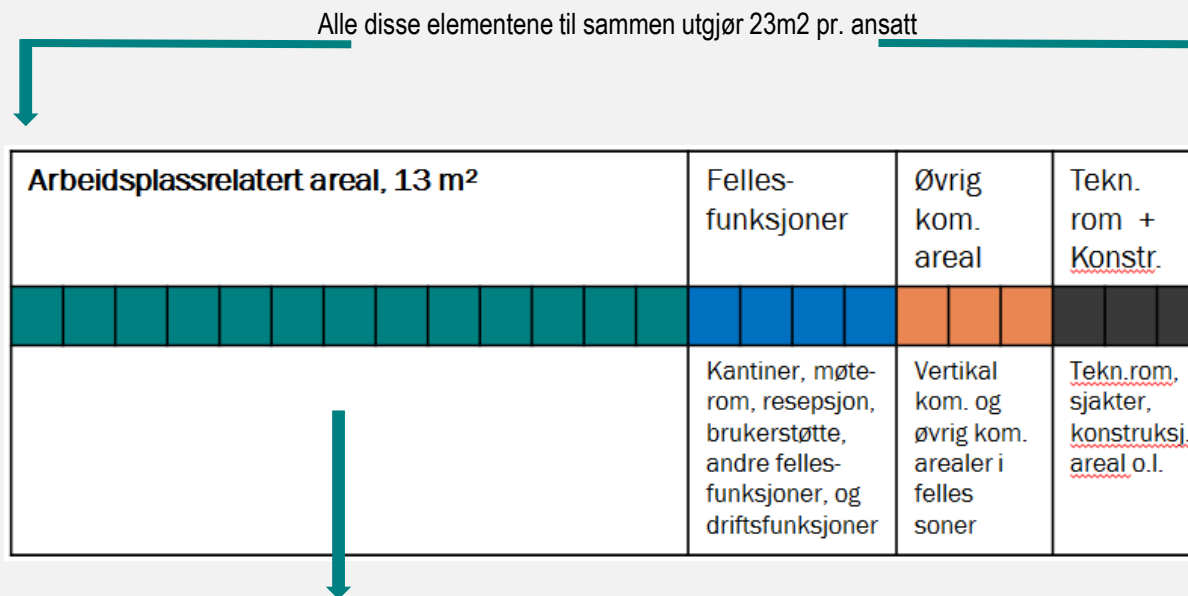 Alle disse elementene til sammen utgjør 23m2 pr. ansatt
Arbeidsplassrelatert areal, 13 m²
Felles-
funksjoner
Øvrig
kom.
areal
Tekn.
rom +
Konstr.
Kantiner, møte-
rom, resepsjon,
brukerstøtte,
andre felles-
funksjoner, og
driftsfunksjoner
Vertikal
kom. og
øvrig kom.
arealer i
felles
soner
Tekn.rom,
sjakter,
konstruksj.
areal o.l.